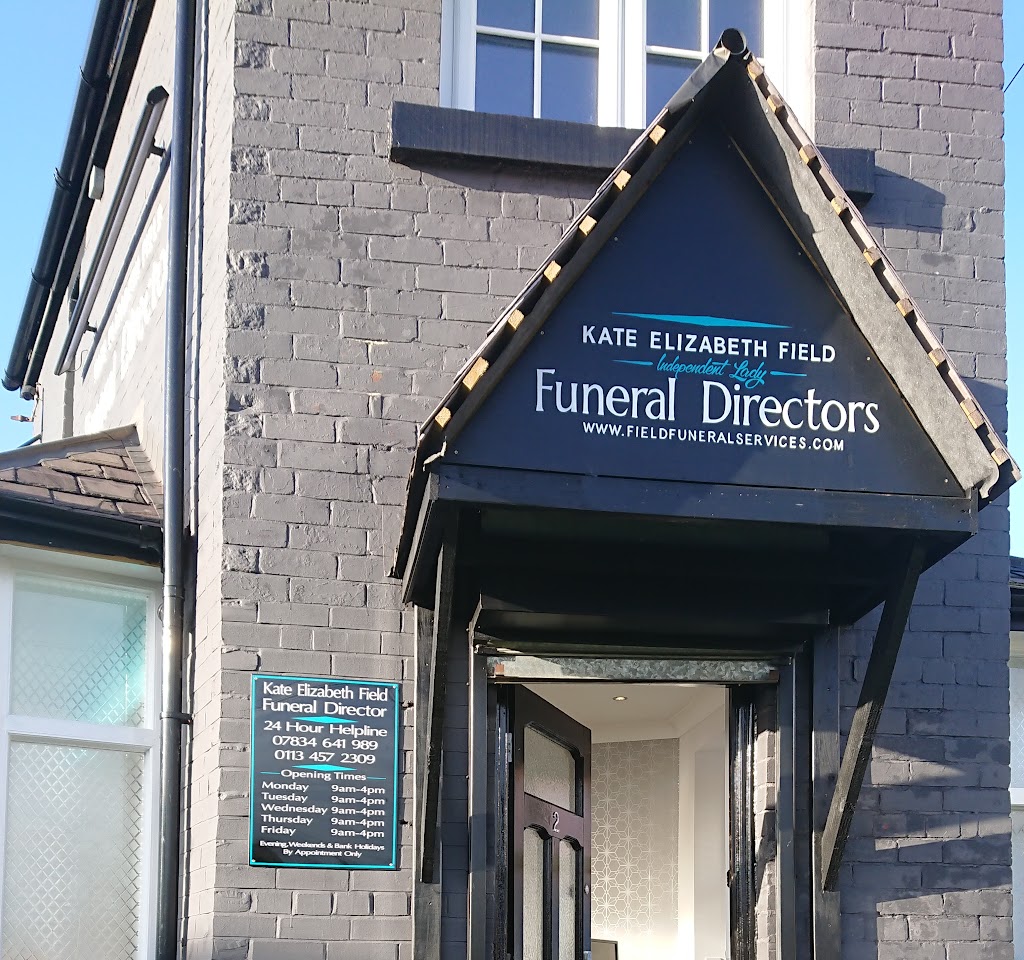 KATE ELIZABETH FIELD
Independent Lady
Funeral Directors
WWW.FIELDFUNERALSERVICES.COM
Kate Elizabeth Field
Funeral Director
24 Hour Helpline
07834 641 989
0113 457 2309
Opening Times
Monday 9am-4pm
Tuesday 9am-4pm
Wednesday 9am-4pm
Thursday 9am-4pm
Friday 9am-4pm
Evening, Weekends & Bank Holidays
By Appointment Only
2